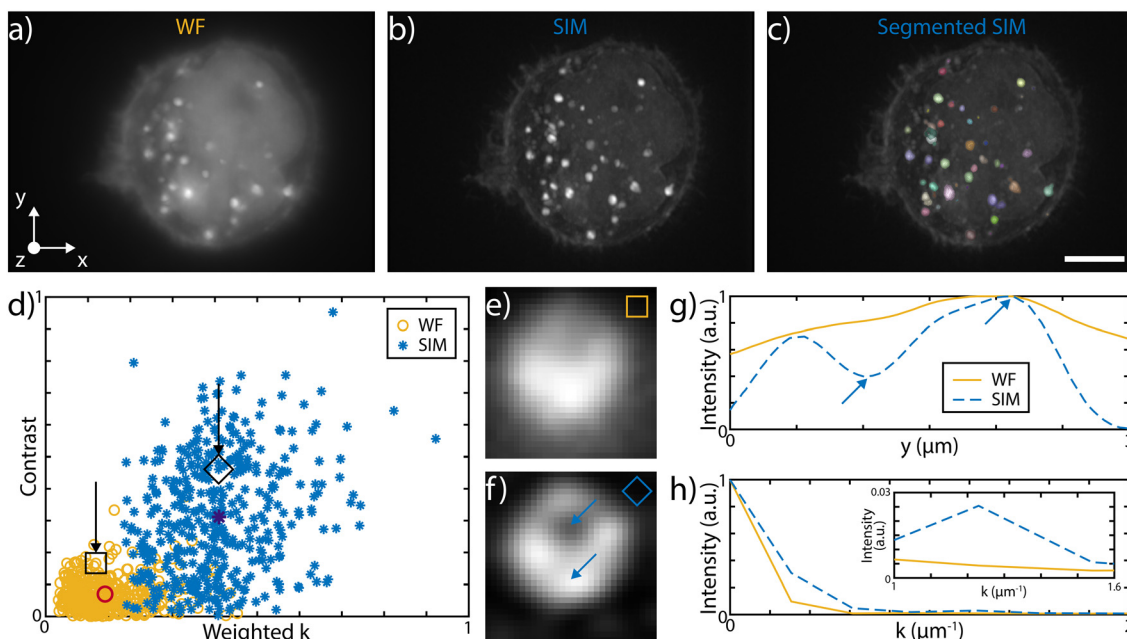 a)
WF
b)
SIM
c)
Segmented SIM
y
z
x
d)
1
WF
SIM
Contrast
0
0
Weighted k
1
e)
f)
g)
1
Intensity (a.u.)
WF
SIM
0
0
y (μm)
h)
1
Intensity (a.u.)
0.03
Intensity
(a.u.)
0
1
k (μm⁻¹)
1.6
0
0
k (μm⁻¹)